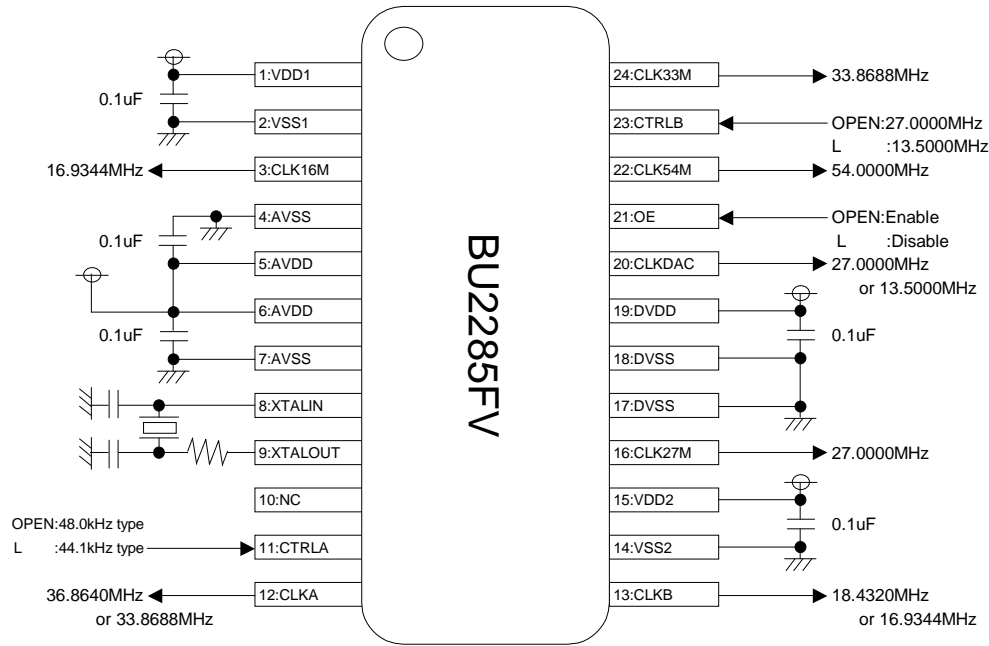 1:VDD1
0.1uF
2:VSS1
16.9344MHz
3:CLK16M
4:AVSS
0.1uF
5:AVDD
6:AVDD
0.1uF
7:AVSS
8:XTALIN
9:XTALOUT
10:NC
OPEN:48.0kHz type
L :44.1kHz type
11:CTRLA
36.8640MHz
or 33.8688MHz
12:CLKA
BU2285FV
24:CLK33M
33.8688MHz
23:CTRLB
OPEN:27.0000MHz
L :13.5000MHz
22:CLK54M
54.0000MHz
21:OE
OPEN:Enable
L :Disable
20:CLKDAC
27.0000MHz
or 13.5000MHz
19:DVDD
0.1uF
18:DVSS
17:DVSS
16:CLK27M
27.0000MHz
15:VDD2
0.1uF
14:VSS2
13:CLKB
18.4320MHz
or 16.9344MHz